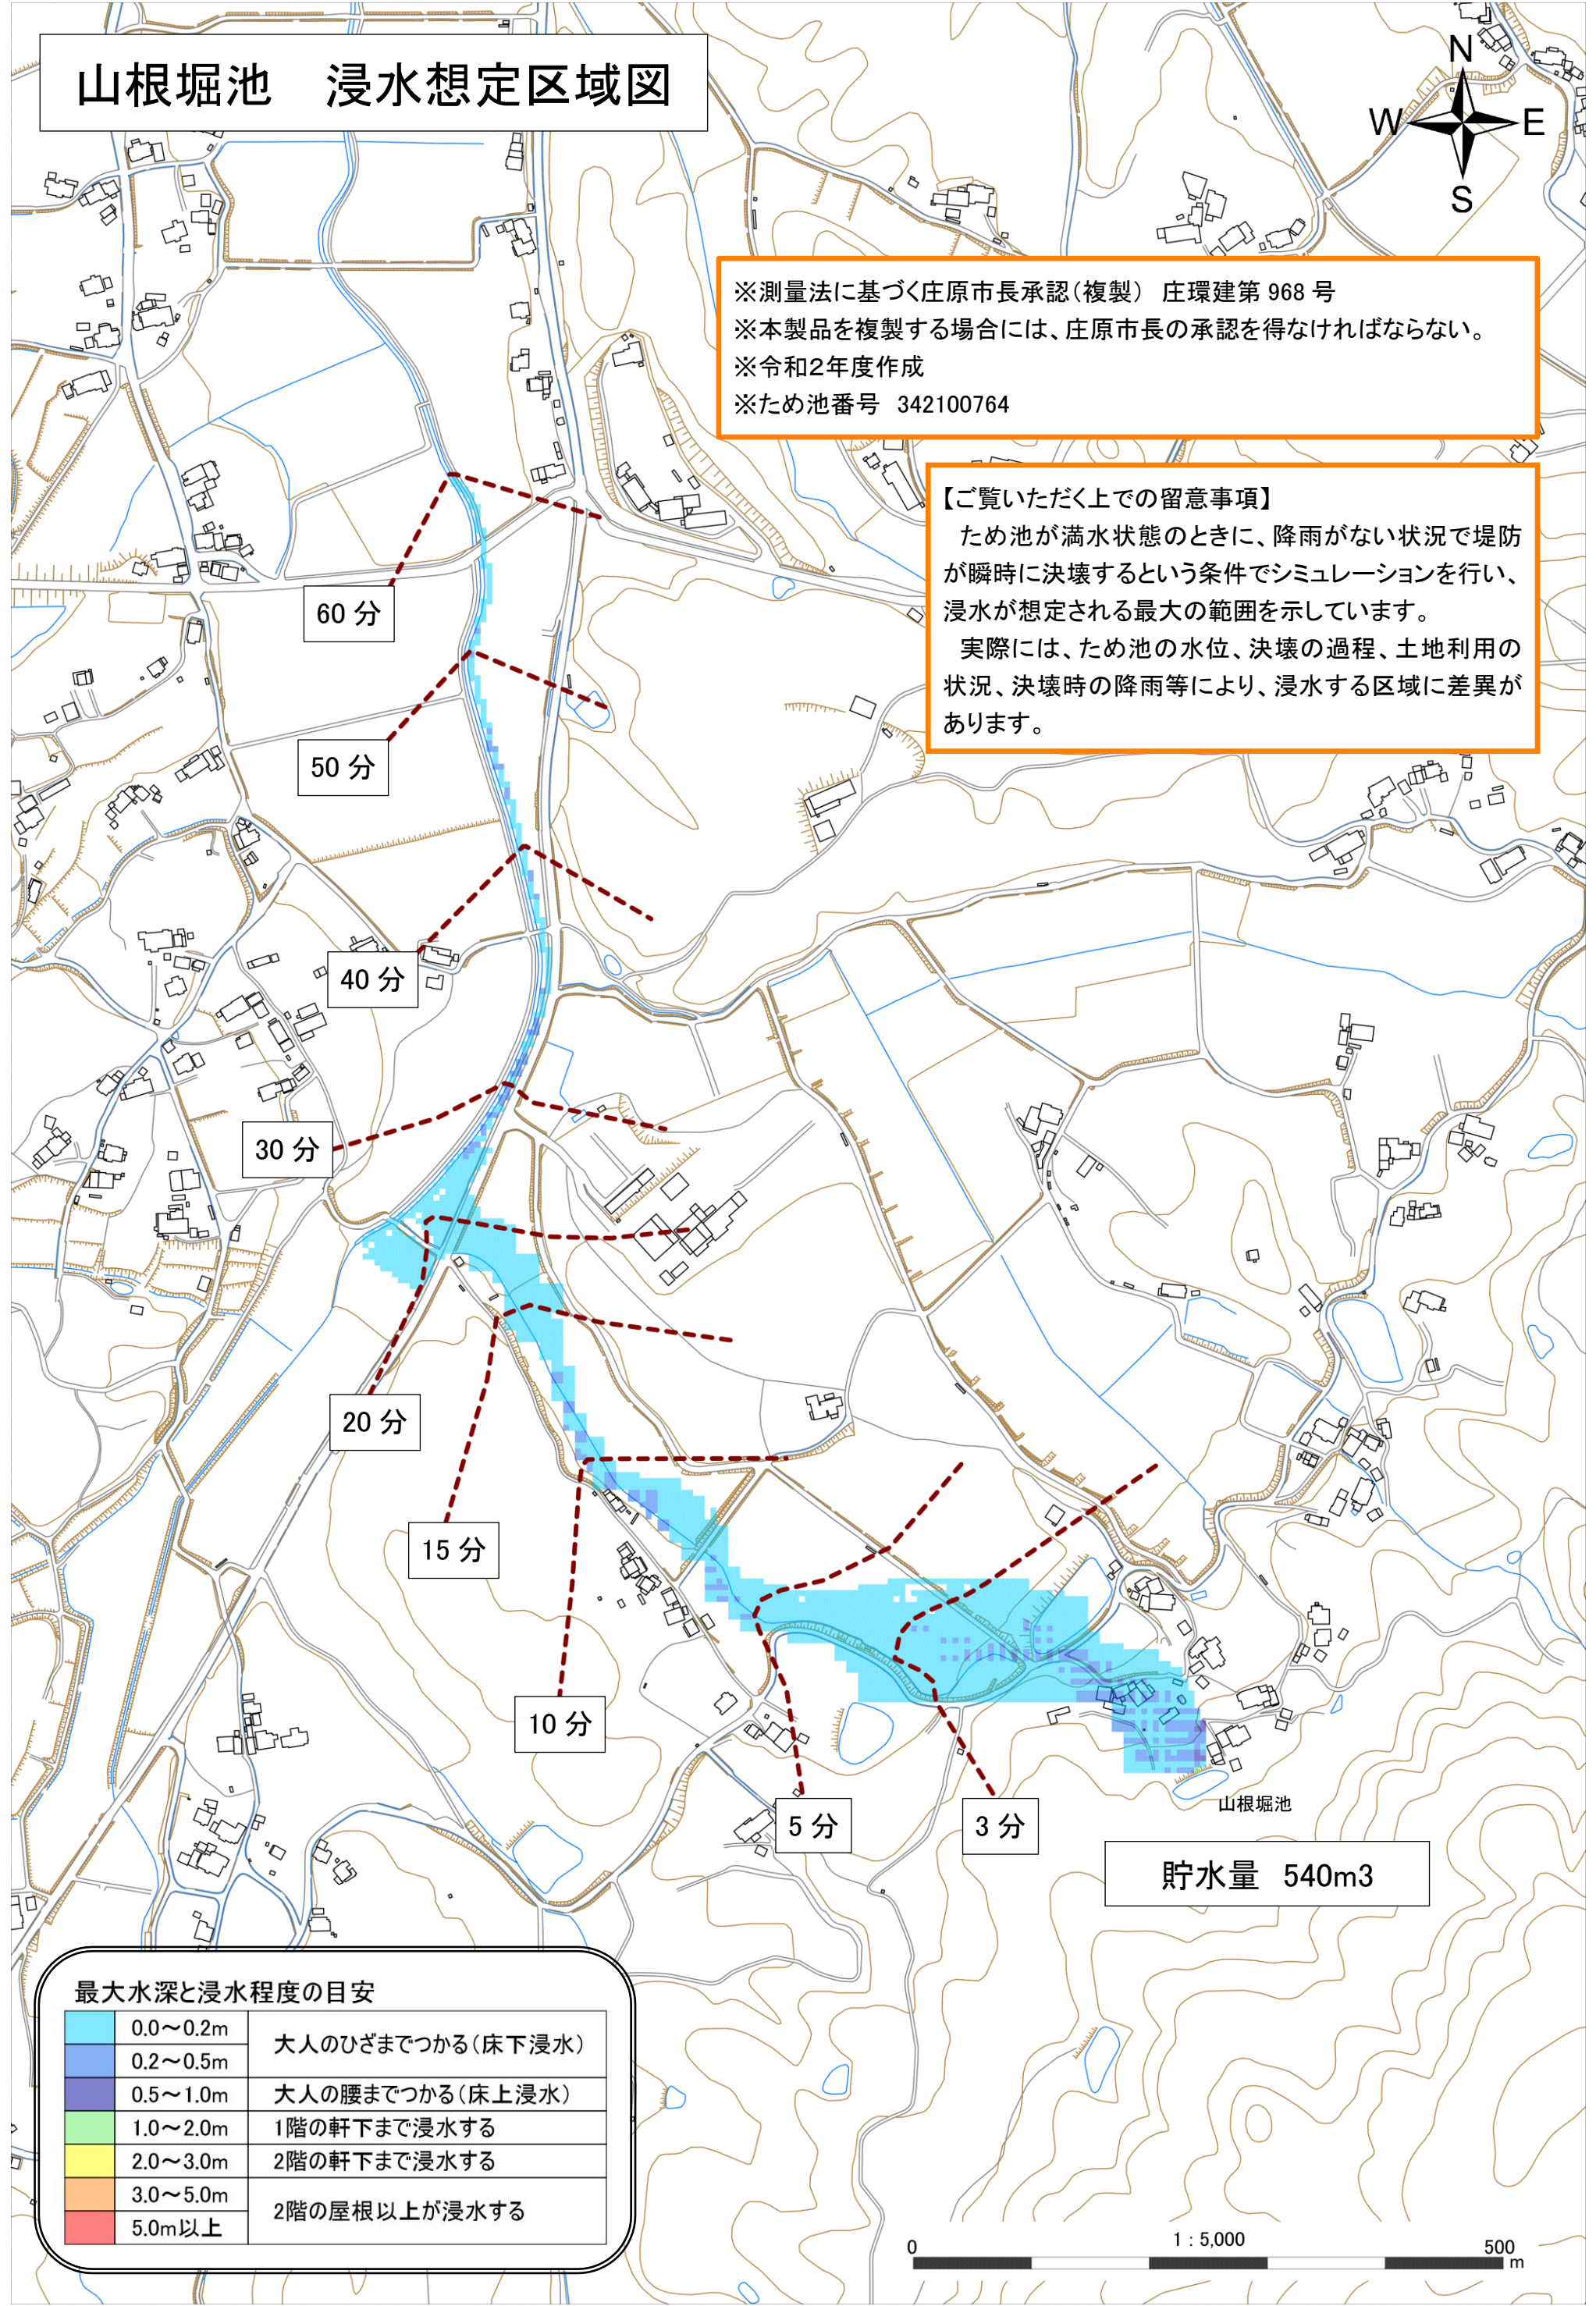 山根堀池　浸水想定区域図
N
W E
S
※測量法に基づく庄原市長承認（複製）　庄環建第 968 号
※本製品を複製する場合には、庄原市長の承認を得なければならない。
※令和２年度作成
※ため池番号　342100764
【ご覧いただく上での留意事項】
　ため池が満水状態のときに、降雨がない状況で堤防
が瞬時に決壊するという条件でシミュレーションを行い、
浸水が想定される最大の範囲を示しています。
　実際には、ため池の水位、決壊の過程、土地利用の
状況、決壊時の降雨等により、浸水する区域に差異が
あります。
60 分
50 分
40 分
30 分
20 分
15 分
10 分
5 分
3 分
山根堀池
貯水量　540m3
最大水深と浸水程度の目安
0.0～0.2m
大人のひざまでつかる（床下浸水）
0.2～0.5m
0.5～1.0m 大人の腰までつかる（床上浸水）
1.0～2.0m 1階の軒下まで浸水する
2.0～3.0m 2階の軒下まで浸水する
3.0～5.0m
2階の屋根以上が浸水する
5.0m以上
1 : 5,000
0 500
m